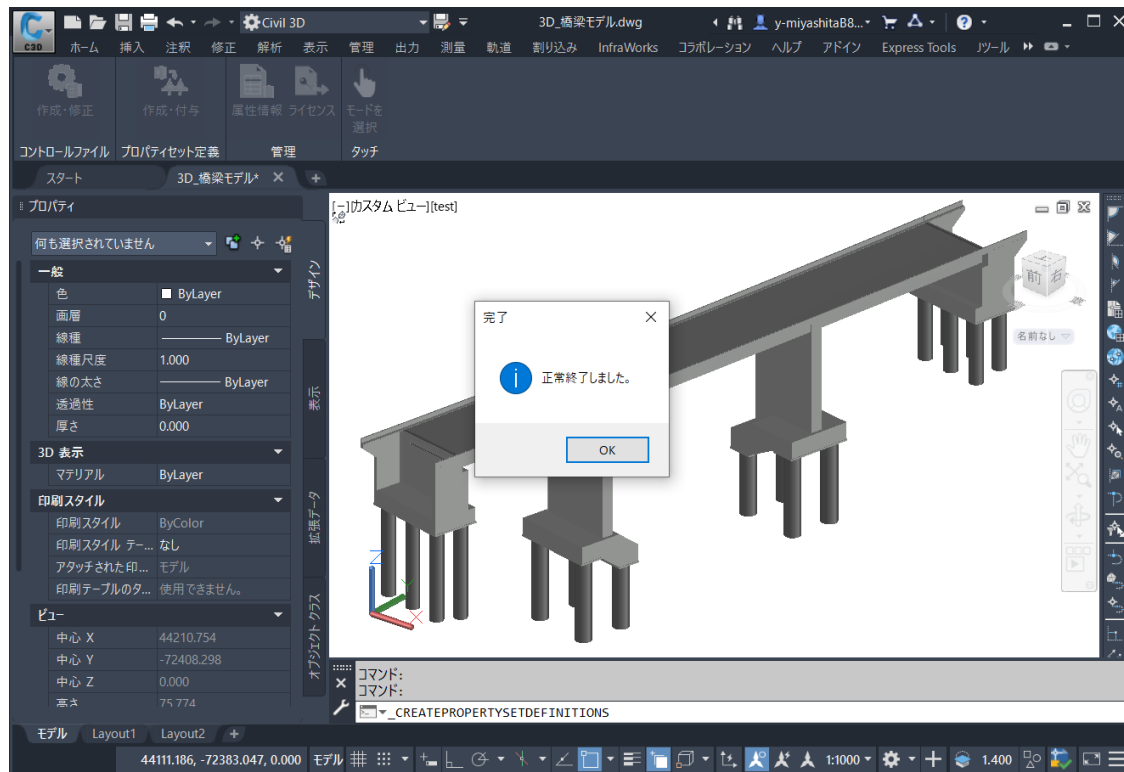 C3D
Civil 3D
3D_橋梁モデル.dwg
y-miyashitaB8...
ホーム 挿入 注釈 修正 解析 表示 管理 出力 測量 軌道 割り込み InfraWorks コラボレーション ヘルプ アドイン Express Tools Jツール
作成・修正 作成・付与 属性情報 ライセンス モードを
選択
コントロールファイル プロパティセット定義 管理 タッチ
スタート 3D_橋梁モデル*
プロパティ
何も選択されていません
一般
色 ByLayer
画層 0
線種 ByLayer
線種尺度 1.000
線の太さ ByLayer
透過性 ByLayer
厚さ 0.000
3D 表示
マテリアル ByLayer
印刷スタイル
印刷スタイル ByColor
印刷スタイル テー... なし
アタッチされた印... モデル
印刷テーブルのタ... 使用できません。
ビュー
中心 X 44210.754
中心 Y -72408.298
中心 Z 0.000
高さ 75.774
デザイン
表示
拡張データ
オブジェクト クラス
[−][カスタム ビュー][test]
上
前 右
東
名前なし
Z
Y
X
完了
正常終了しました。
OK
コマンド:
コマンド:
_CREATEPROPERTYSETDEFINITIONS
モデル Layout1 Layout2 +
44111.186, -72383.047, 0.000 モデル 1:1000 1.400